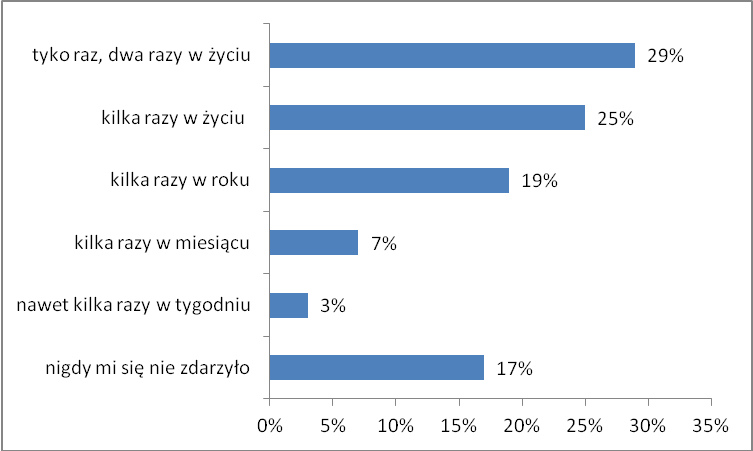 tyko raz, dwa razy w życiu 29%
kilka razy w życiu 25%
kilka razy w roku 19%
kilka razy w miesiącu 7%
nawet kilka razy w tygodniu 3%
nigdy mi się nie zdarzyło 17%
0% 5% 10% 15% 20% 25% 30% 35%